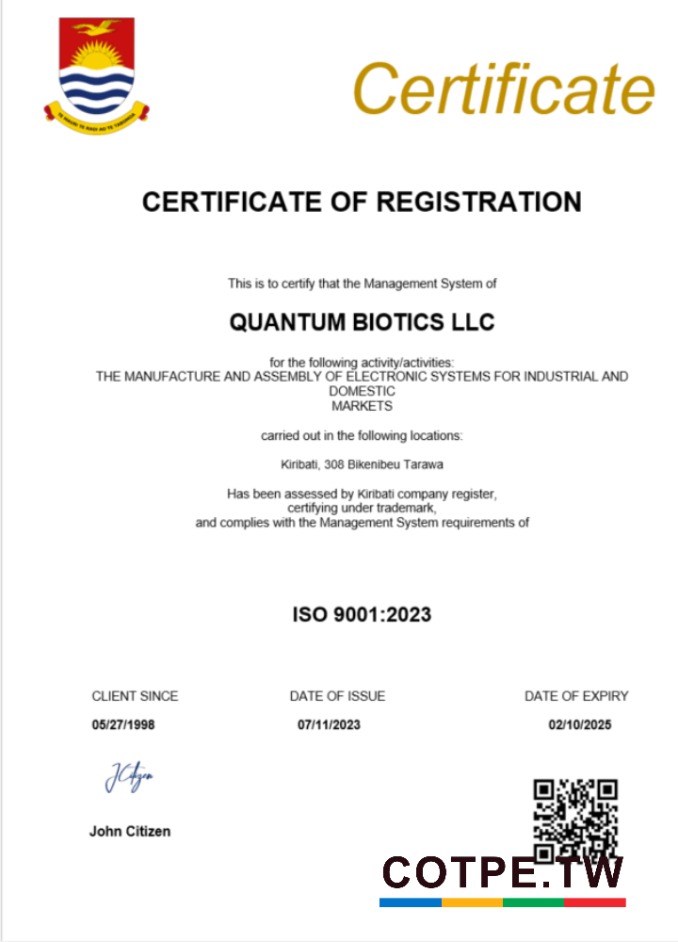 Certificate
TE MAURI TE RAOI AO TE TABOMOA
CERTIFICATE OF REGISTRATION
This is to certify that the Management System of
QUANTUM BIOTICS LLC
for the following activity/activities:
THE MANUFACTURE AND ASSEMBLY OF ELECTRONIC SYSTEMS FOR INDUSTRIAL AND
DOMESTIC
MARKETS
carried out in the following locations:
Kiribati, 308 Bikenibeu Tarawa
Has been assessed by Kiribati company register,
certifying under trademark,
and complies with the Management System requirements of
ISO 9001:2023
CLIENT SINCE DATE OF ISSUE DATE OF EXPIRY
05/27/1998 07/11/2023 02/10/2025
JCitizen
John Citizen
COTPE.TW